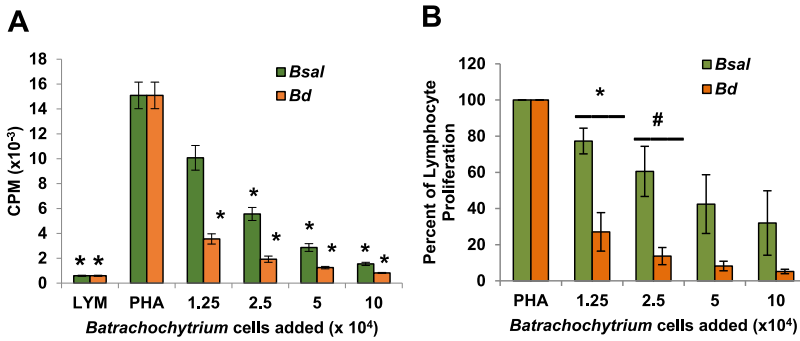 A
CPM (x10⁻³)
18
16
14
12
10
8
6
4
2
0
Bsal
Bd
* *
*
*
*
*
*
*
*
LYM PHA 1.25 2.5 5 10
Batrachochytrium cells added (x 10⁴)
B
Percent of Lymphocyte
Proliferation
120
100
80
60
40
20
0
Bsal
Bd
*
#
PHA 1.25 2.5 5 10
Batrachochytrium cells added (x 10⁴)